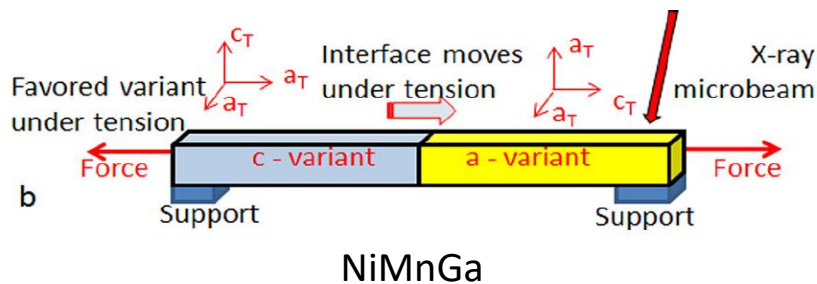 c_T
a_T
a_T
Favored variant
under tension
Interface moves
under tension
a_T
c_T
a_T
X-ray
microbeam
Force
c - variant
a - variant
Force
b
Support
Support
NiMnGa